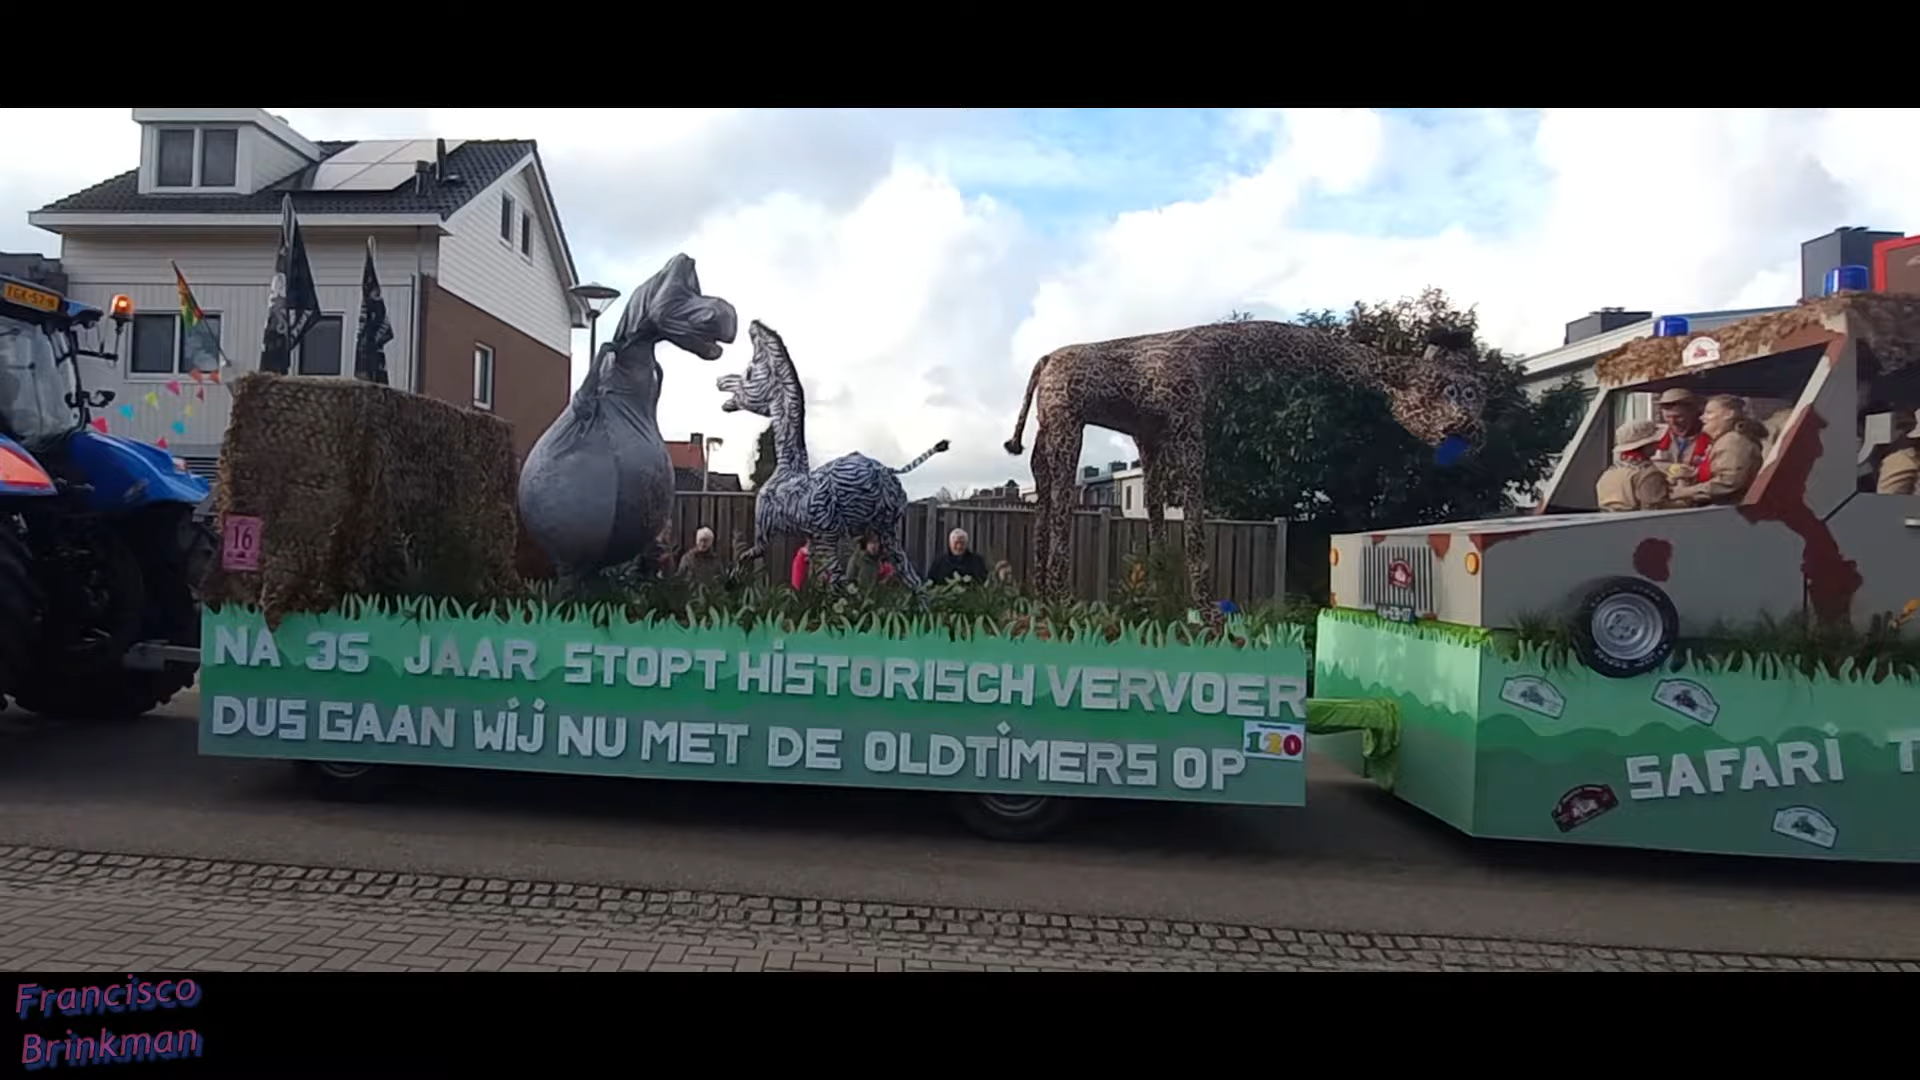 16
NA 35 JAAR STOPT HISTORISCH VERVOER
DUS GAAN WIJ NU MET DE OLDTIMERS OP
120
SAFARI T
Francisco
Brinkman